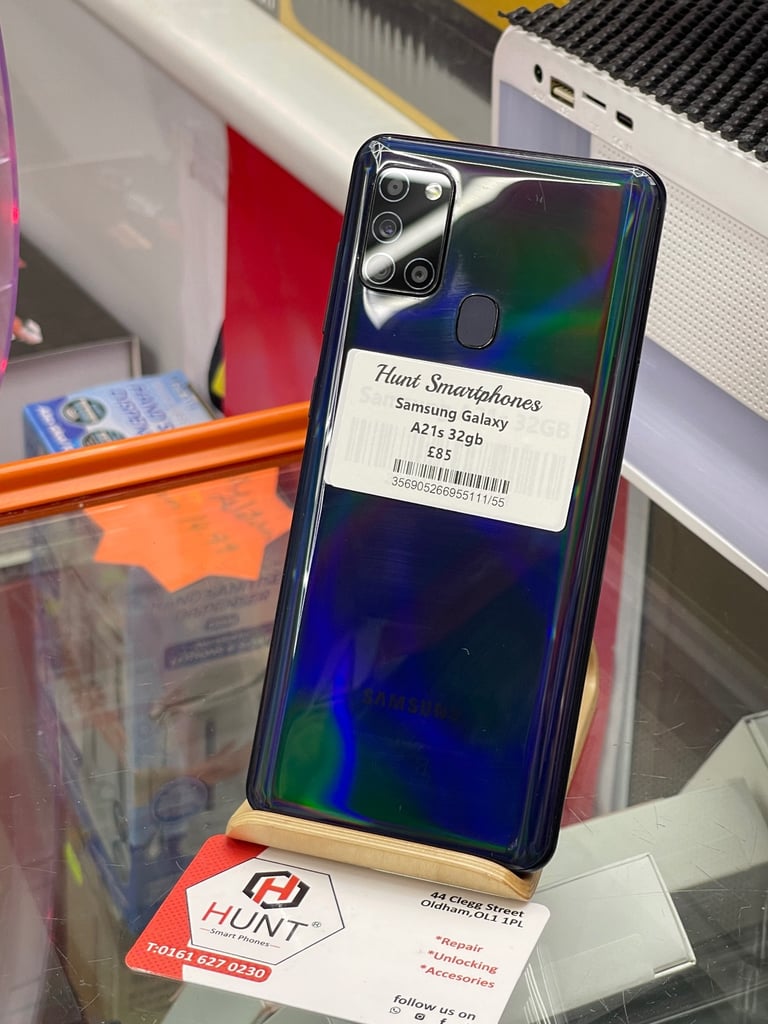 Hunt Smartphones
Samsung Galaxy
A21s 32gb
£85
356905266955111/55
SAMSUNG
HUNT®
Smart Phones
T:0161 627 0230
44 Clegg Street
Oldham,OL1 1PL
*Repair
*Unlocking
*Accesories
follow us on